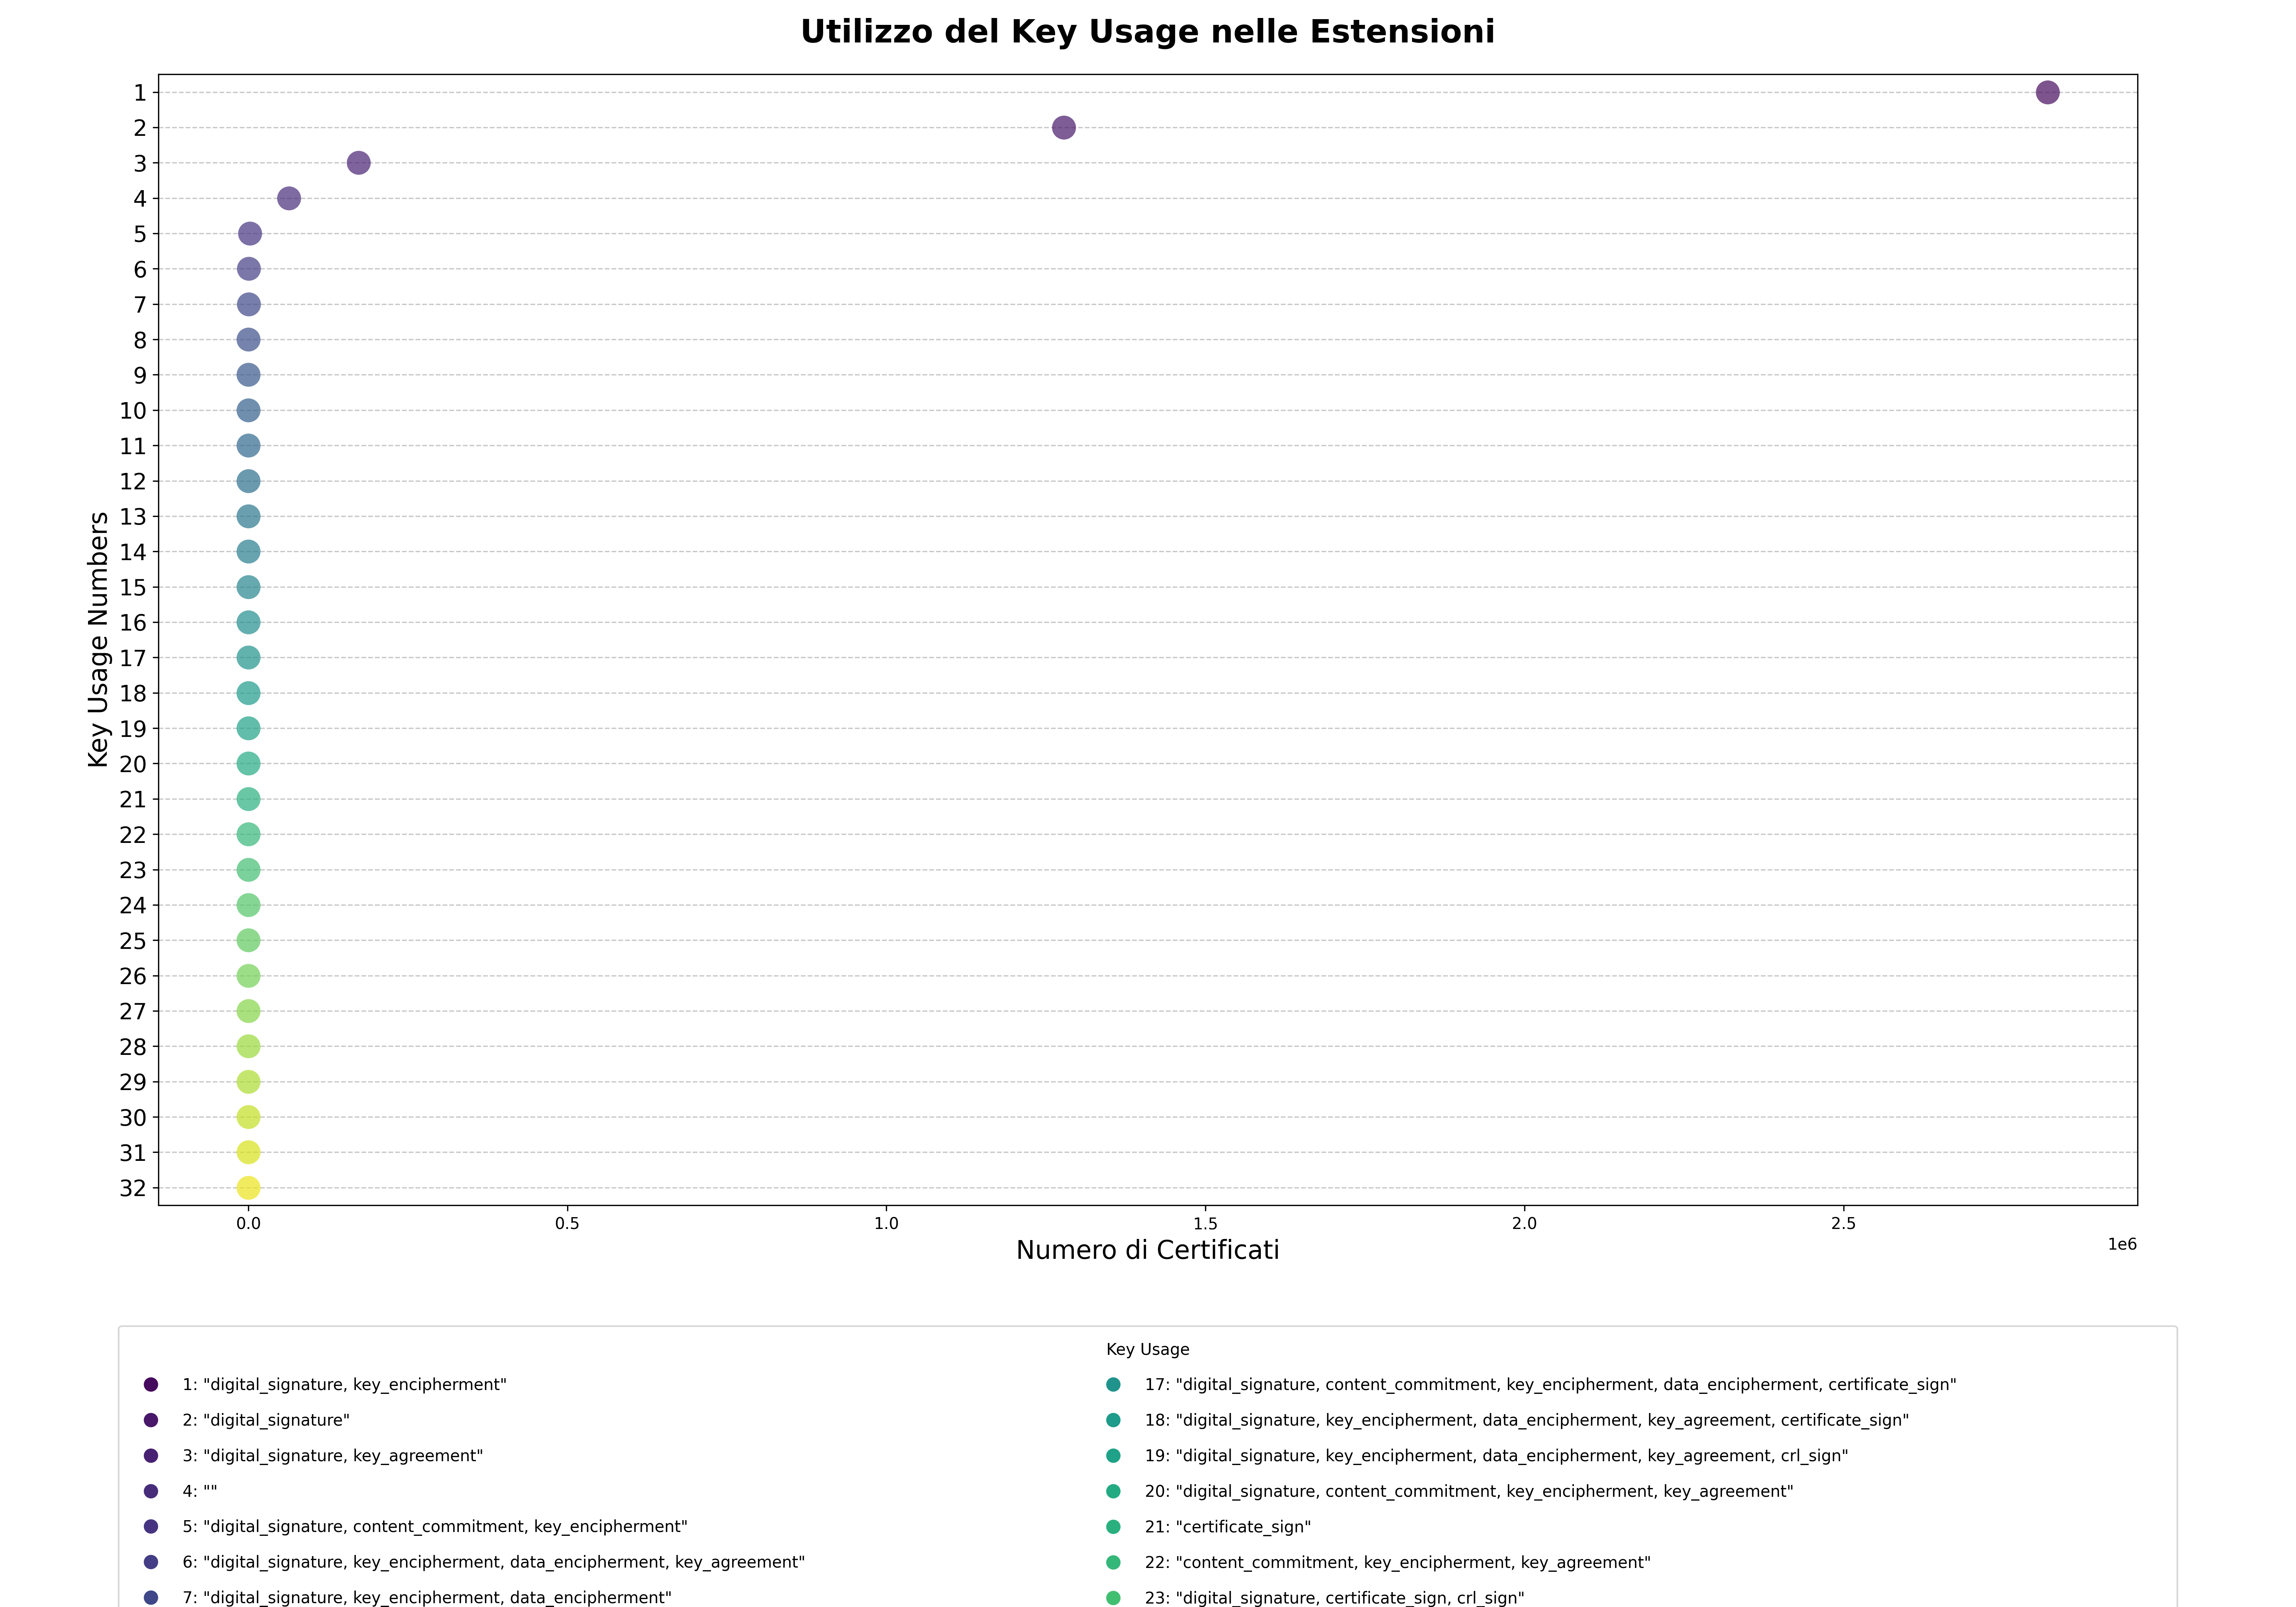 Utilizzo del Key Usage nelle Estensioni
1
2
3
4
5
6
7
8
9
10
11
12
13
14
15
16
17
18
19
20
21
22
23
24
25
26
27
28
29
30
31
32
Key Usage Numbers
0.0
0.5
1.0
1.5
2.0
2.5
1e6
Numero di Certificati
Key Usage
1: "digital_signature, key_encipherment"
2: "digital_signature"
3: "digital_signature, key_agreement"
4: ""
5: "digital_signature, content_commitment, key_encipherment"
6: "digital_signature, key_encipherment, data_encipherment, key_agreement"
7: "digital_signature, key_encipherment, data_encipherment"
17: "digital_signature, content_commitment, key_encipherment, data_encipherment, certificate_sign"
18: "digital_signature, key_encipherment, data_encipherment, key_agreement, certificate_sign"
19: "digital_signature, key_encipherment, data_encipherment, key_agreement, crl_sign"
20: "digital_signature, content_commitment, key_encipherment, key_agreement"
21: "certificate_sign"
22: "content_commitment, key_encipherment, key_agreement"
23: "digital_signature, certificate_sign, crl_sign"